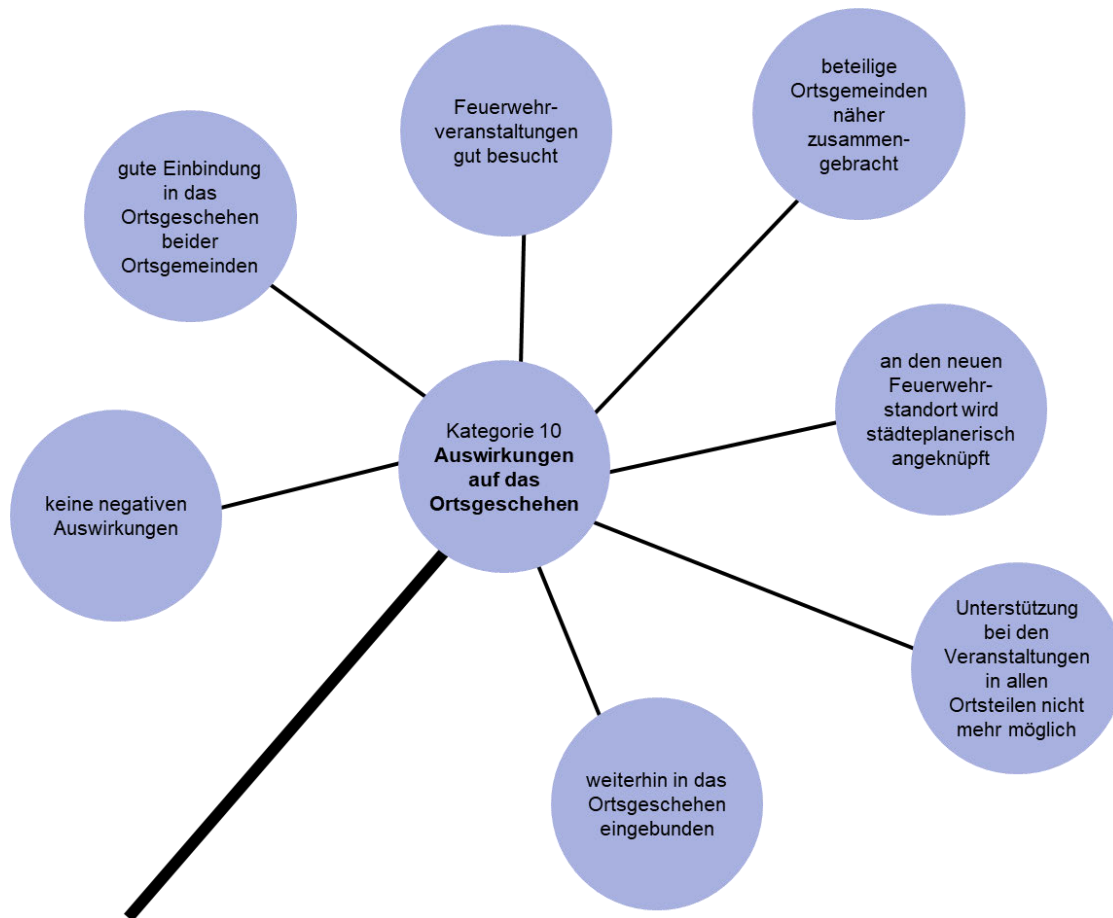 Feuerwehr-
veranstaltungen
gut besucht
beteilige
Ortsgemeinden
näher
zusammen-
gebracht
gute Einbindung
in das
Ortsgeschehen
beider
Ortsgemeinden
an den neuen
Feuerwehr-
standort wird
städteplanerisch
angeknüpft
Kategorie 10
Auswirkungen
auf das
Ortsgeschehen
keine negativen
Auswirkungen
Unterstützung
bei den
Veranstaltungen
in allen
Ortsteilen nicht
mehr möglich
weiterhin in das
Ortsgeschehen
eingebunden